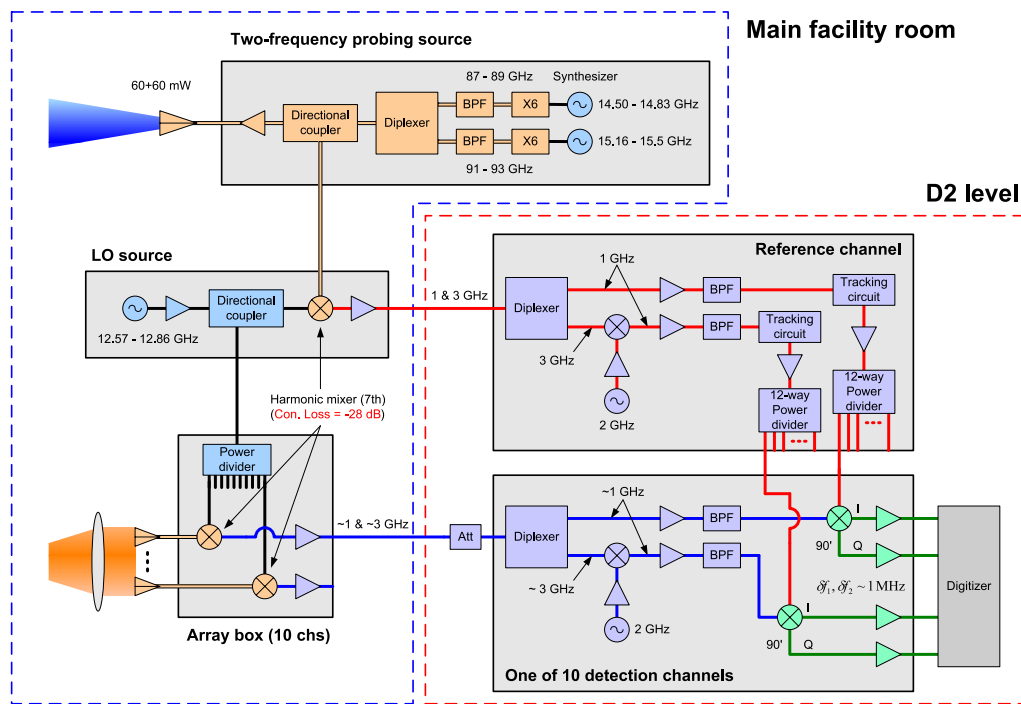 Main facility room
Two-frequency probing source
60+60 mW
87 - 89 GHz
Synthesizer
Directional
coupler
Diplexer
BPF
X6
14.50 - 14.83 GHz
BPF
X6
15.16 - 15.5 GHz
91 - 93 GHz
D2 level
LO source
Directional
coupler
12.57 - 12.86 GHz
1 & 3 GHz
Reference channel
1 GHz
Diplexer
BPF
Tracking
circuit
BPF
Tracking
circuit
3 GHz
2 GHz
12-way
Power
divider
12-way
Power
divider
Harmonic mixer (7th)
(Con. Loss = -28 dB)
Power
divider
~1 & ~3 GHz
Att
Array box (10 chs)
~1 GHz
Diplexer
BPF
BPF
~ 3 GHz
2 GHz
I
90'
Q
δf₁, δf₂ ~ 1 MHz
I
90'
Q
Digitizer
One of 10 detection channels